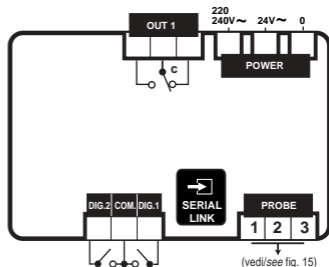 OUT 1
220
240V~ 24V~ 0
C
POWER
DIG.2 COM. DIG.1
SERIAL
LINK
PROBE
1 2 3
(vedi/see fig. 15)